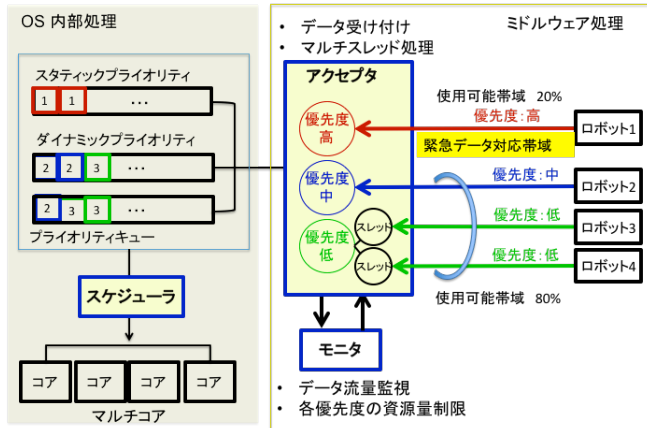 OS 内部処理
スタティックプライオリティ
1 1 ・・・
ダイナミックプライオリティ
2 2 3 ・・・
2 3 3 ・・・
プライオリティキュー
スケジューラ
コア コア コア コア
マルチコア
• データ受け付け
• マルチスレッド処理
ミドルウェア処理
アクセプタ
優先度
高
優先度
中
優先度
低
スレッド
スレッド
使用可能帯域 20%
優先度：高
緊急データ対応帯域
優先度：中
優先度：低
優先度：低
使用可能帯域 80%
ロボット1
ロボット2
ロボット3
ロボット4
モニタ
• データ流量監視
• 各優先度の資源量制限